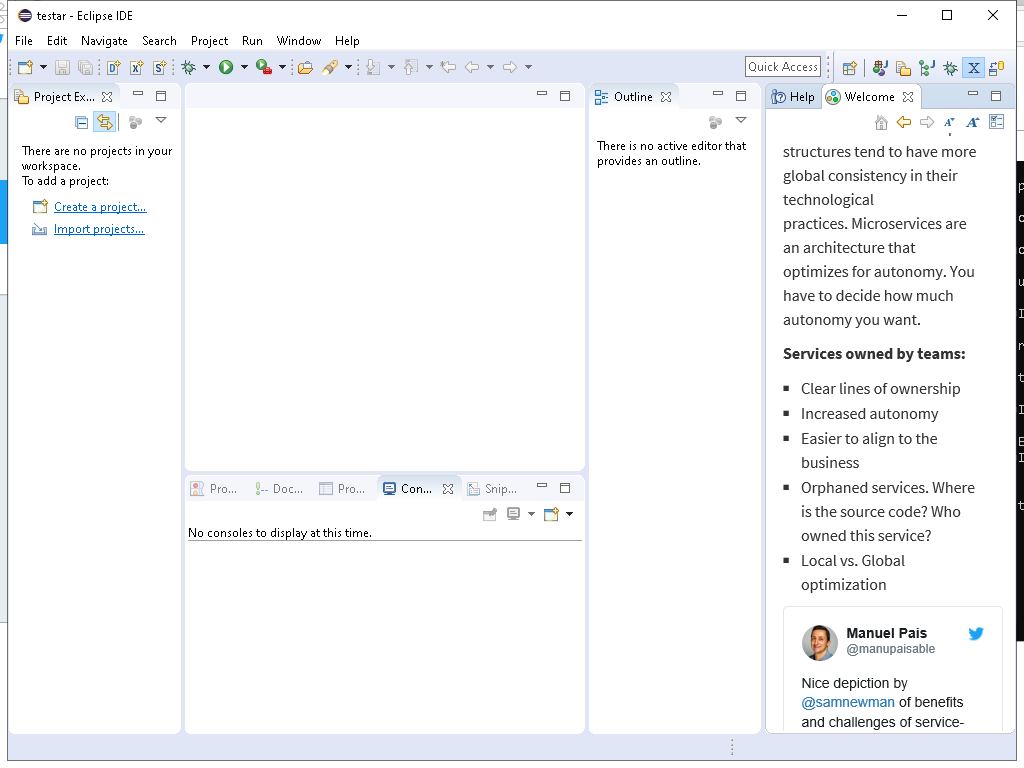 testar - Eclipse IDE
File Edit Navigate Search Project Run Window Help
Quick Access
Project Ex...
There are no projects in your
workspace.
To add a project:
Create a project...
Import projects...
Outline
There is no active editor that
provides an outline.
Pro... Doc... Pro... Con... Snip...
No consoles to display at this time.
Help Welcome
structures tend to have more
global consistency in their
technological
practices. Microservices are
an architecture that
optimizes for autonomy. You
have to decide how much
autonomy you want.
Services owned by teams:
Clear lines of ownership
Increased autonomy
Easier to align to the
business
Orphaned services. Where
is the source code? Who
owned this service?
Local vs. Global
optimization
Manuel Pais
@manupaisable
Nice depiction by
@samnewman of benefits
and challenges of service-